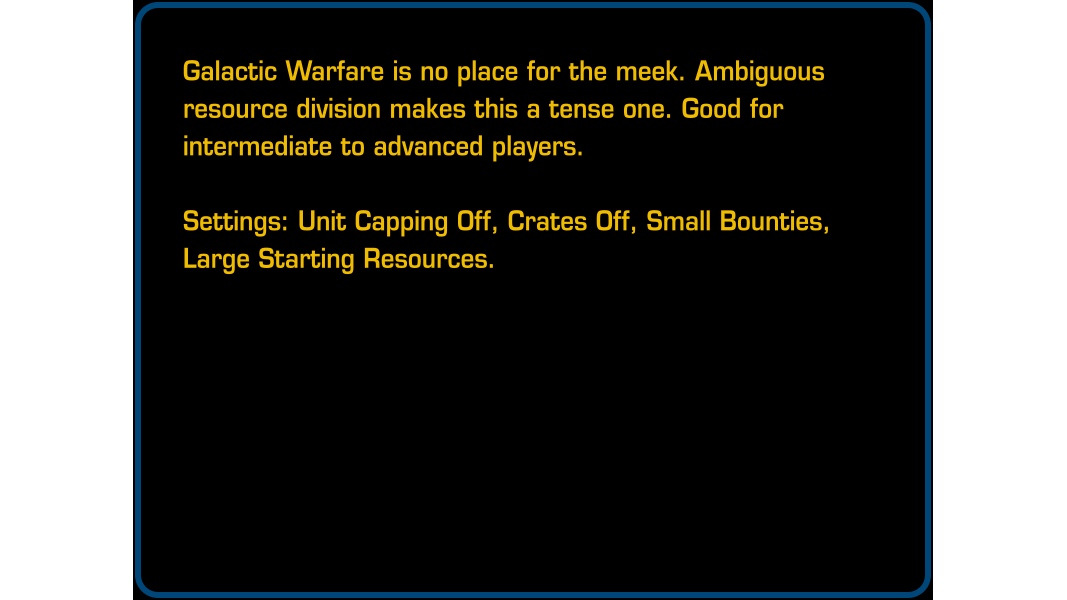 Galactic Warfare is no place for the meek. Ambiguous
resource division makes this a tense one. Good for
intermediate to advanced players.
Settings: Unit Capping Off, Crates Off, Small Bounties,
Large Starting Resources.